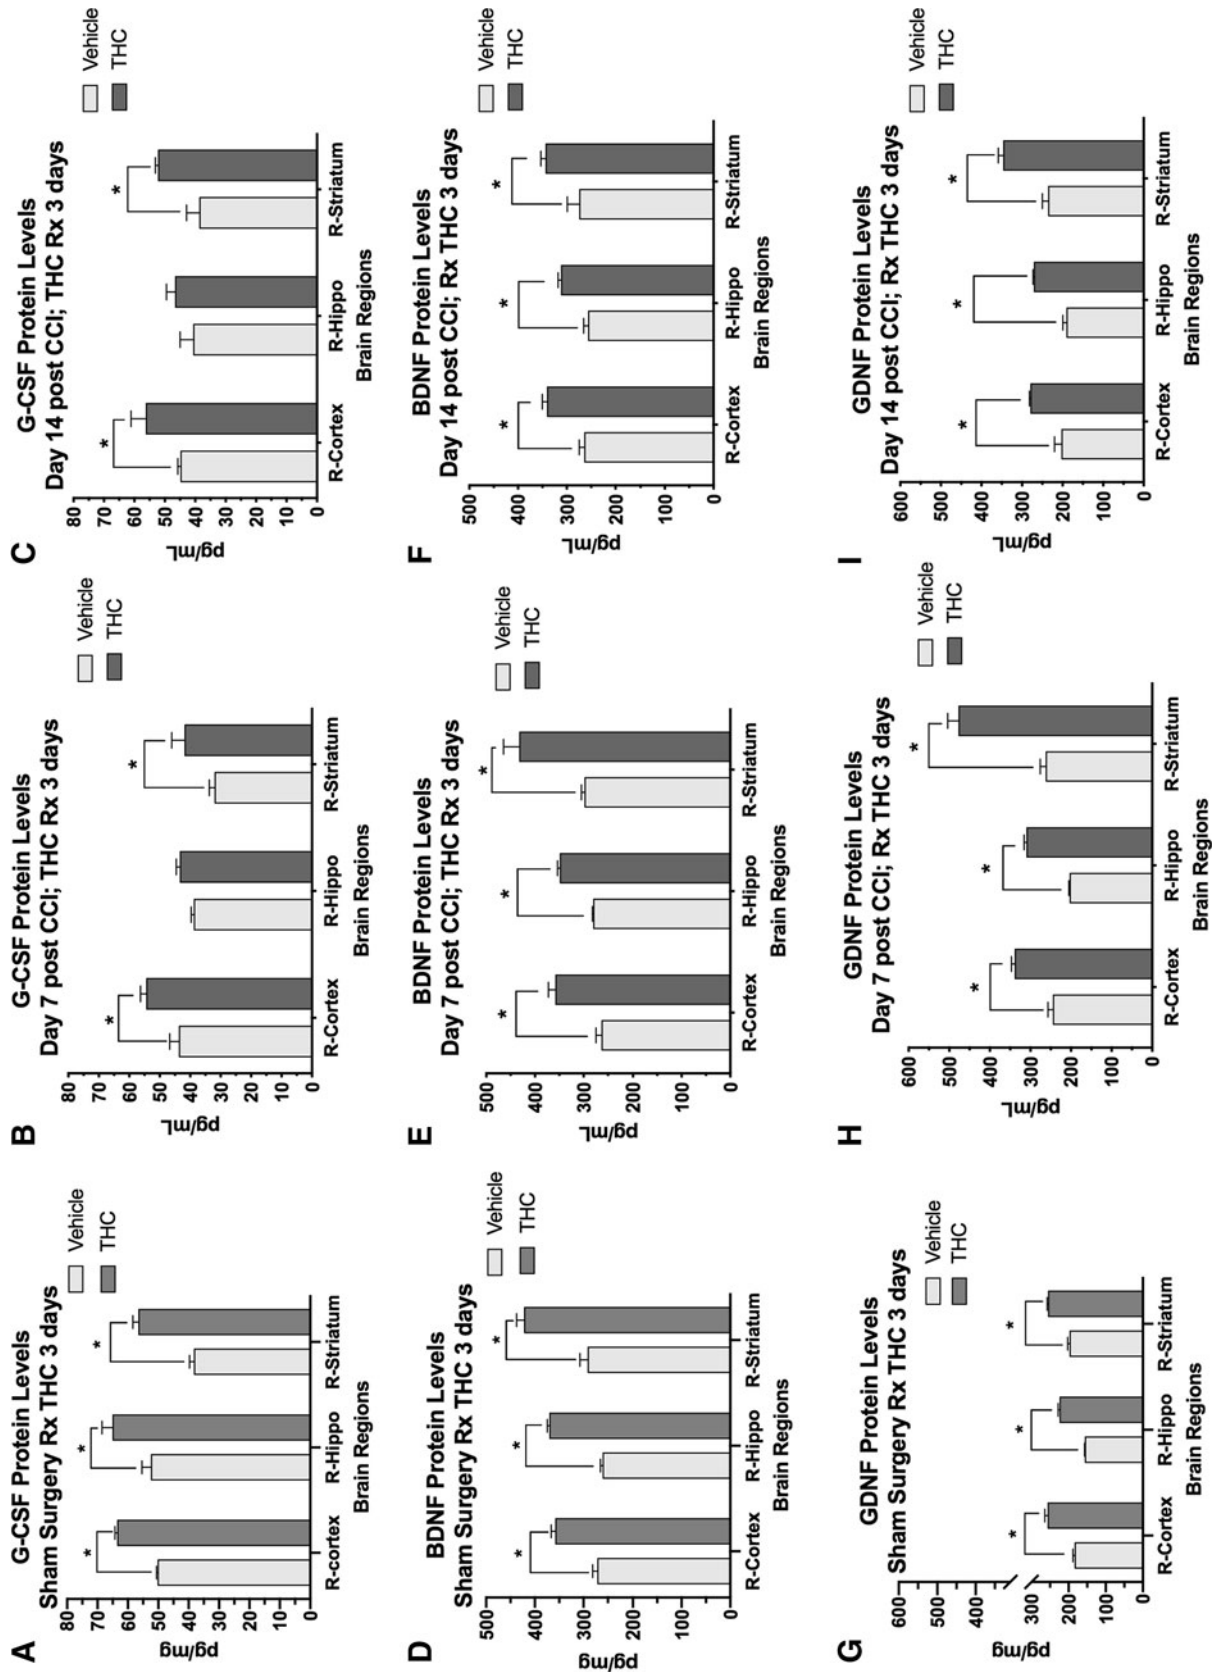 A
G-CSF Protein Levels
Sham Surgery Rx THC 3 days
Vehicle
THC
pg/mg
80
70
60
50
40
30
20
10
0
R-cortex
R-Hippo
R-Striatum
Brain Regions
*
*
*
B
G-CSF Protein Levels
Day 7 post CCI; THC Rx 3 days
Vehicle
THC
pg/mL
80
60
40
20
0
R-Cortex
R-Hippo
R-Striatum
Brain Regions
*
*
C
G-CSF Protein Levels
Day 14 post CCI; THC Rx 3 days
Vehicle
THC
pg/mL
80
70
60
50
40
30
20
10
0
R-Cortex
R-Hippo
R-Striatum
Brain Regions
*
*
D
BDNF Protein Levels
Sham Surgery Rx THC 3 days
Vehicle
THC
pg/mg
500
400
300
200
100
0
R-Cortex
R-Hippo
R-Striatum
Brain Regions
*
*
*
E
BDNF Protein Levels
Day 7 post CCI; THC Rx 3 days
Vehicle
THC
pg/mL
500
400
300
200
100
0
R-Cortex
R-Hippo
R-Striatum
Brain Regions
*
*
*
F
BDNF Protein Levels
Day 14 post CCI; Rx THC 3 days
Vehicle
THC
pg/mL
500
400
300
200
100
0
R-Cortex
R-Hippo
R-Striatum
Brain Regions
*
*
*
G
GDNF Protein Levels
Sham Surgery Rx THC 3 days
Vehicle
THC
pg/mg
600
500
400
300
200
100
0
R-Cortex
R-Hippo
R-Striatum
Brain Regions
*
*
*
H
GDNF Protein Levels
Day 7 post CCI; Rx THC 3 days
Vehicle
THC
pg/mL
600
500
400
300
200
100
0
R-Cortex
R-Hippo
R-Striatum
Brain Regions
*
*
*
I
GDNF Protein Levels
Day 14 post CCI; Rx THC 3 days
Vehicle
THC
pg/mL
600
500
400
300
200
100
0
R-Cortex
R-Hippo
R-Striatum
Brain Regions
*
*
*